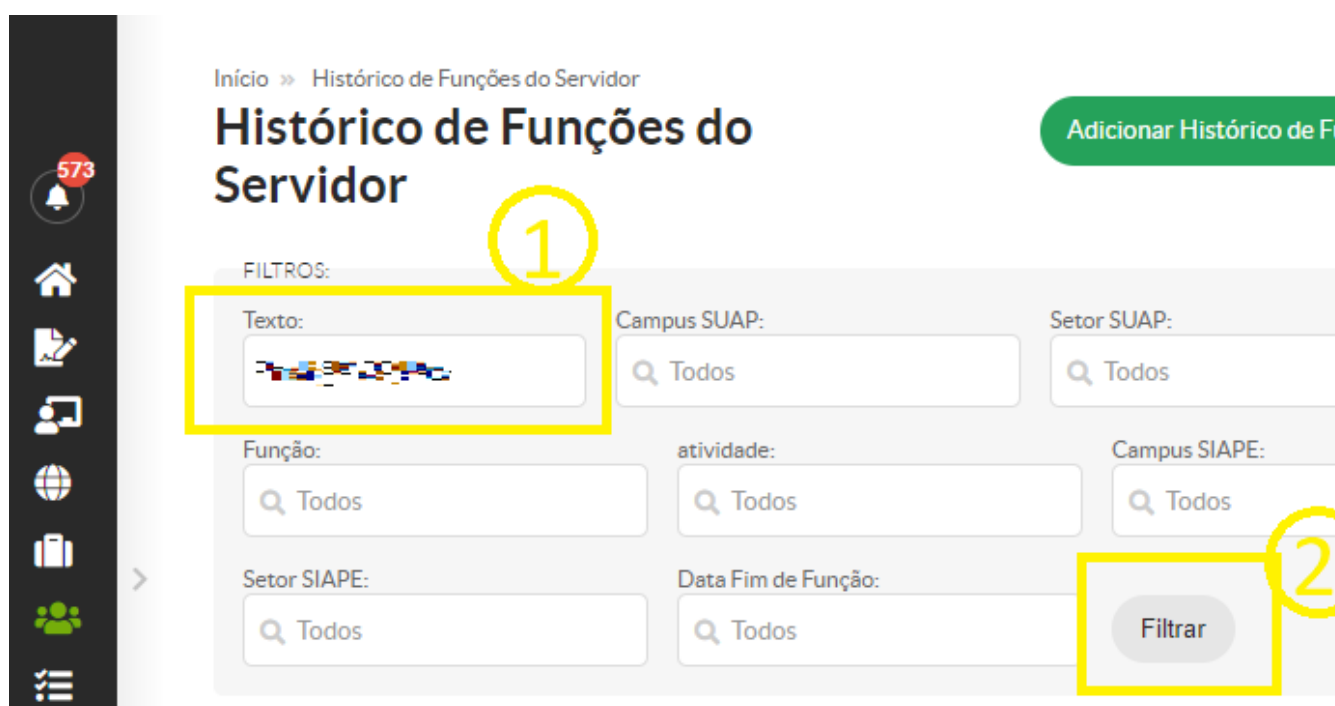 Início » Histórico de Funções do Servidor
Histórico de Funções do
Servidor
Adicionar Histórico de F
573
1
FILTROS:
Texto:
Campus SUAP:
Setor SUAP:
Todos
Todos
Função:
atividade:
Campus SIAPE:
Todos
Todos
Todos
2
Setor SIAPE:
Data Fim de Função:
Todos
Todos
Filtrar